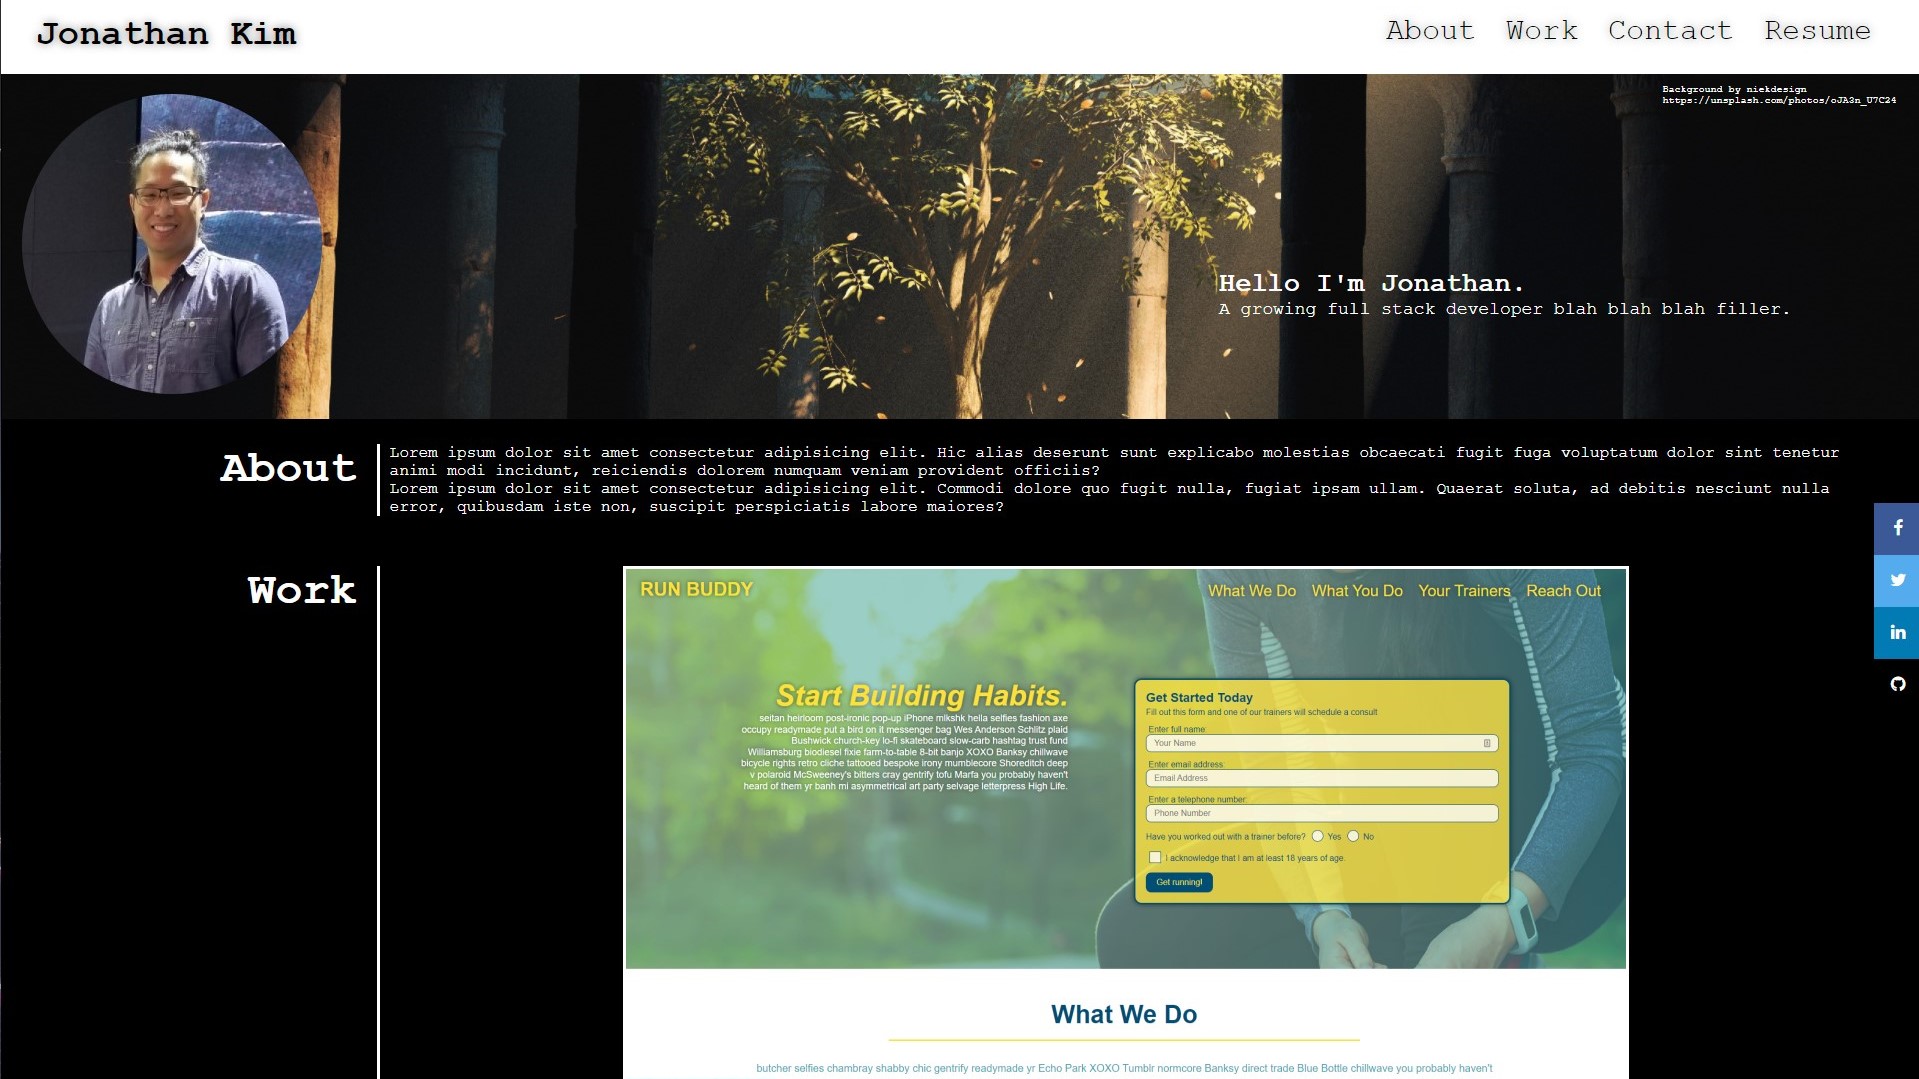 Jonathan Kim
About Work Contact Resume
Background by niekdesign
https://unsplash.com/photos/oJA3n_U7C24
Hello I'm Jonathan.
A growing full stack developer blah blah blah filler.
About
Lorem ipsum dolor sit amet consectetur adipisicing elit. Hic alias deserunt sunt explicabo molestias obcaecati fugit fuga voluptatum dolor sint tenetur
animi modi incidunt, reiciendis dolorem numquam veniam provident officiis?
Lorem ipsum dolor sit amet consectetur adipisicing elit. Commodi dolore quo fugit nulla, fugiat ipsam ullam. Quaerat soluta, ad debitis nesciunt nulla
error, quibusdam iste non, suscipit perspiciatis labore maiores?
Work
RUN BUDDY
What We Do What You Do Your Trainers Reach Out
Start Building Habits.
seitan heirloom post-ironic pop-up iPhone mlkshk hella selfies fashion axe
occupy readymade put a bird on it messenger bag Wes Anderson Schlitz plaid
Bushwick church-key lo-fi skateboard slow-carb hashtag trust fund
Williamsburg biodiesel fixie farm-to-table 8-bit banjo XOXO Banksy chillwave
bicycle rights retro cliche tattooed bespoke irony mumblecore Shoreditch deep
v polaroid McSweeney's bitters cray gentrify tofu Marfa you probably haven't
heard of them yr banh mi asymmetrical art party selvage letterpress High Life.
Get Started Today
Fill out this form and one of our trainers will schedule a consult
Enter full name:
Your Name
Enter email address:
Email Address
Enter a telephone number:
Phone Number
Have you worked out with a trainer before? Yes No
I acknowledge that I am at least 18 years of age.
Get running!
What We Do
butcher selfies chambray shabby chic gentrify readymade yr Echo Park XOXO Tumblr normcore Banksy direct trade Blue Bottle chillwave you probably haven't